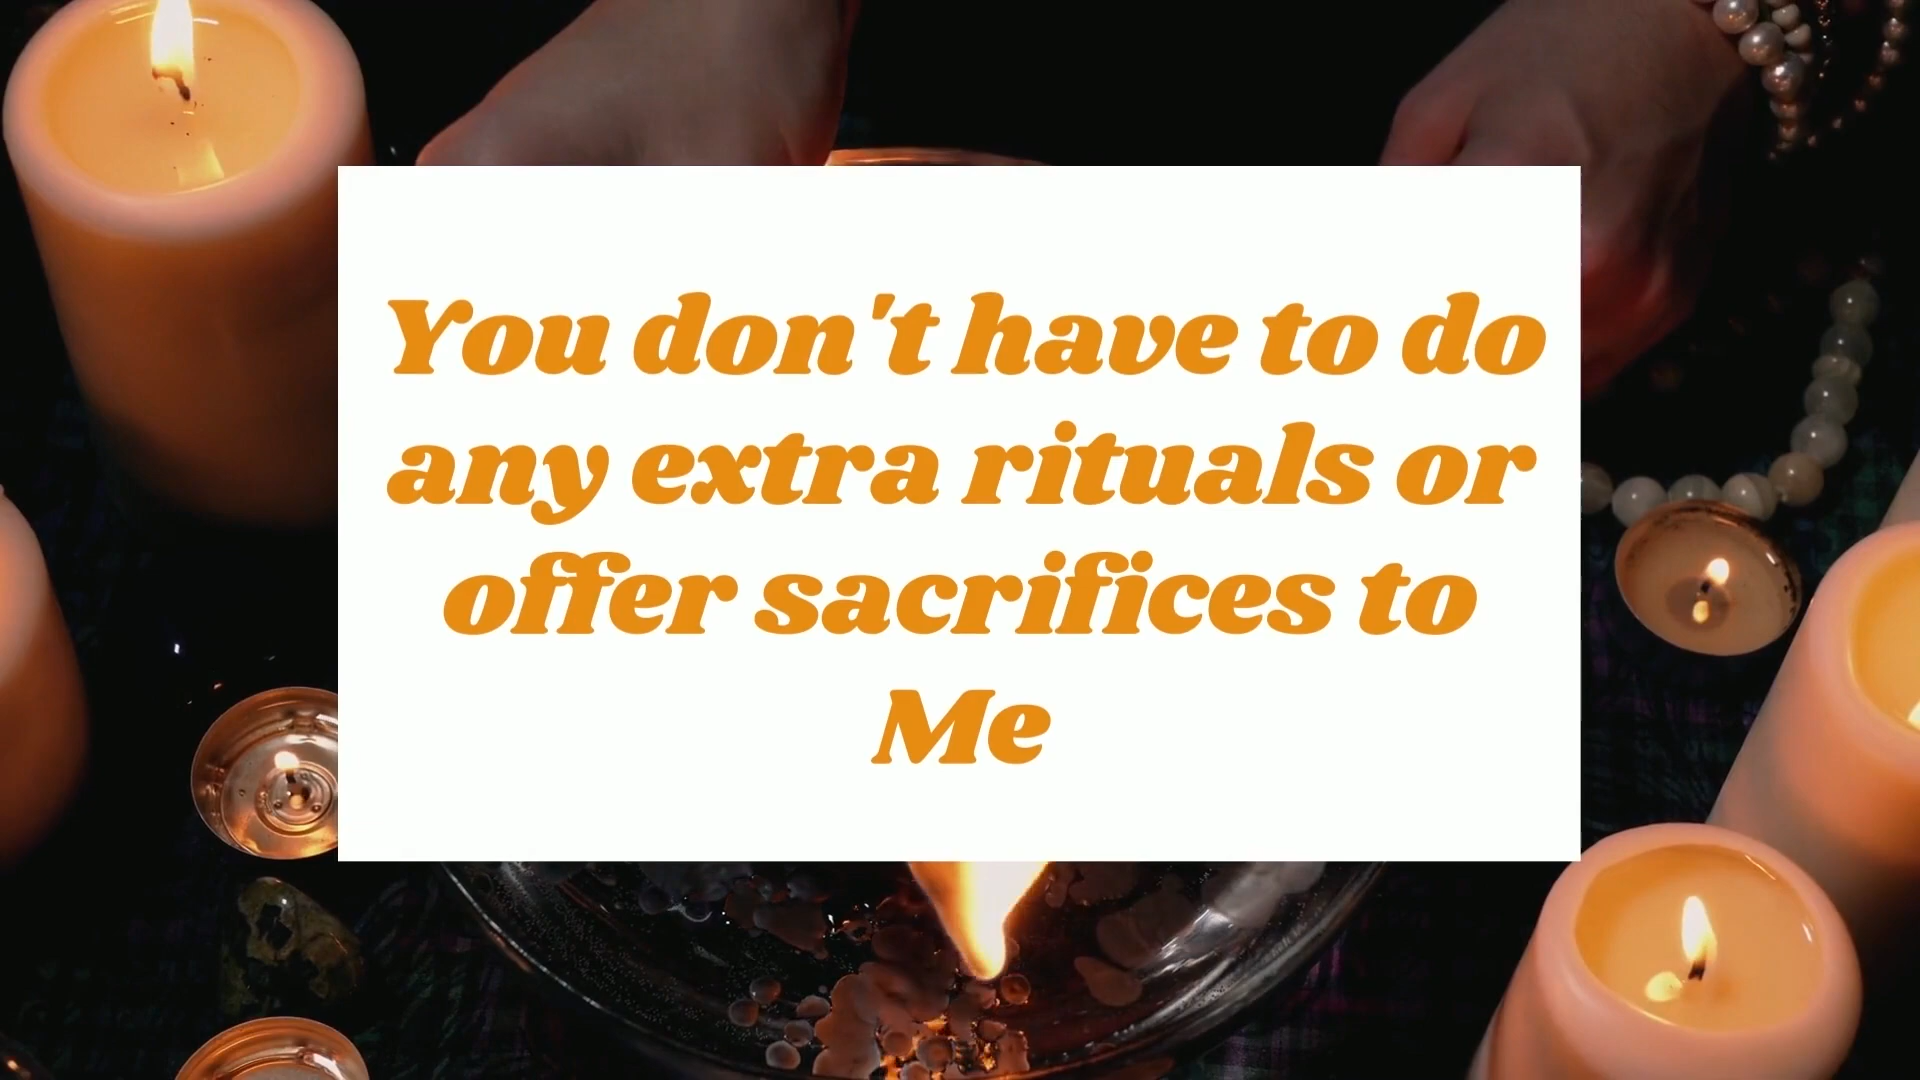 You don't have to do
any extra rituals or
offer sacrifices to
Me